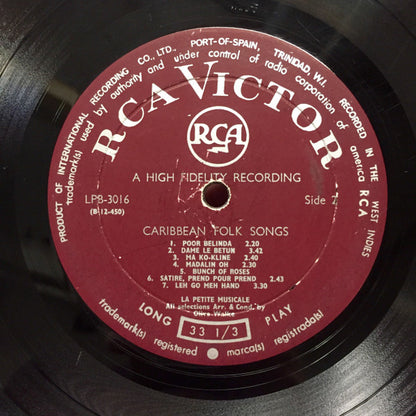 PRODUCT OF INTERNATIONAL RECORDING CO., LTD., PORT-OF-SPAIN, TRINIDAD, W.I. RECORDED IN THE WEST INDIES
trademark(s) used by authority and under control of radio corporation of america RCA
RCA VICTOR
RCA
A HIGH FIDELITY RECORDING
LPB-3016
(B-12-450)
Side 2
CARIBBEAN FOLK SONGS
1. POOR BELINDA 2.20
2. DAME LE BETUN 3.42
3. MA KO-KLINE 2.40
4. MADALIN OH 2.30
5. BUNCH OF ROSES
6. SATIRE, PREND POUR PREND 2.43
7. LEH GO MEH HAND 3.30
LA PETITE MUSICALE
All selections Arr. & Cond. by
Olive Walke
LONG 33 1/3 PLAY
trademark(s) registered
marca(s) registrada(s)